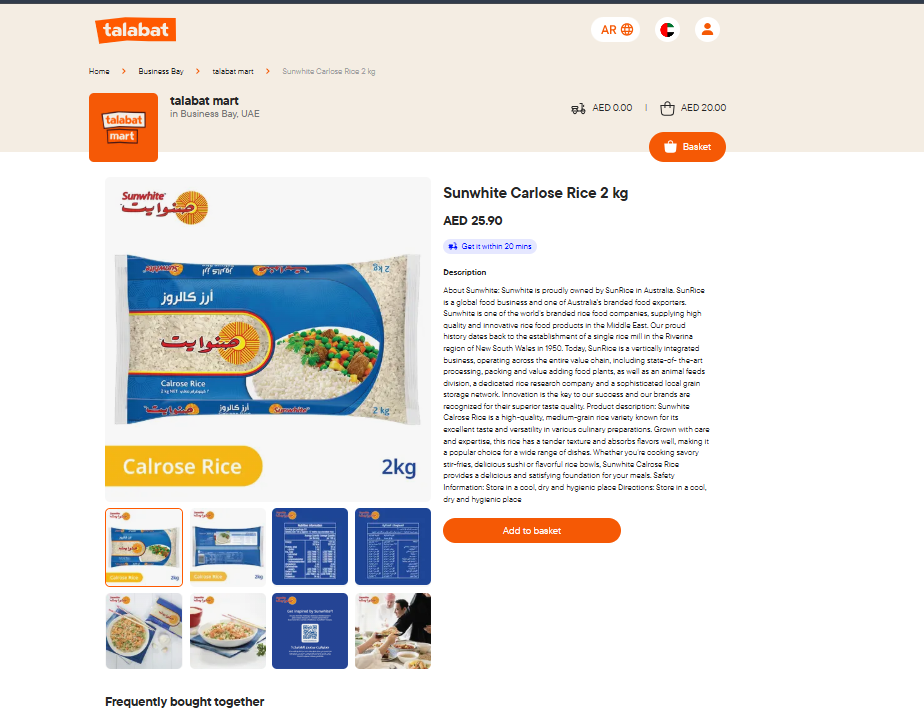 talabat
AR
Home
Business Bay
talabat mart
Sunwhite Carlose Rice 2 kg
talabat mart
talabat mart
in Business Bay, UAE
AED 0.00
AED 20.00
Basket
Sunwhite
صنوايت
أرز كالروز
صنوايت
Calrose Rice
2 kg NET
2 kg
أرز كالروز
Sunwhite
2 kg
Calrose Rice
2kg
Sunwhite Carlose Rice 2 kg
AED 25.90
Get it within 20 mins
Description
About Sunwhite: Sunwhite is proudly owned by SunRice in Australia, SunRice
is a global food business and one of Australia's branded food exporters.
Sunwhite is one of the world's branded rice food companies, supplying high
quality and innovative rice food products in the Middle East. Our proud
history dates back to the establishment of a single rice mill in the Riverina
region of New South Wales in 1950. Today, SunRice is a vertically integrated
business, operating across the entire value chain, including state-of- the-art
processing, packing and value adding food plants, as well as an animal feeds
division, a dedicated rice research company and a sophisticated local grain
storage network. Innovation is the key to our success and our brands are
recognized for their superior taste quality. Product description: Sunwhite
Calrose Rice is a high-quality, medium-grain rice variety known for its
excellent taste and versatility in various culinary preparations. Grown with care
and expertise, this rice has a tender texture and absorbs flavors well, making it
a popular choice for a wide range of dishes. Whether you're cooking savory
stir-fries, delicious sushi or flavorful rice bowls, Sunwhite Calrose Rice
provides a delicious and satisfying foundation for your meals. Safety
Information: Store in a cool, dry and hygienic place Directions: Store in a cool,
dry and hygienic place
Add to basket
Calrose Rice
2kg
Calrose Rice
2kg
Get inspired by Sunwhite!
Frequently bought together